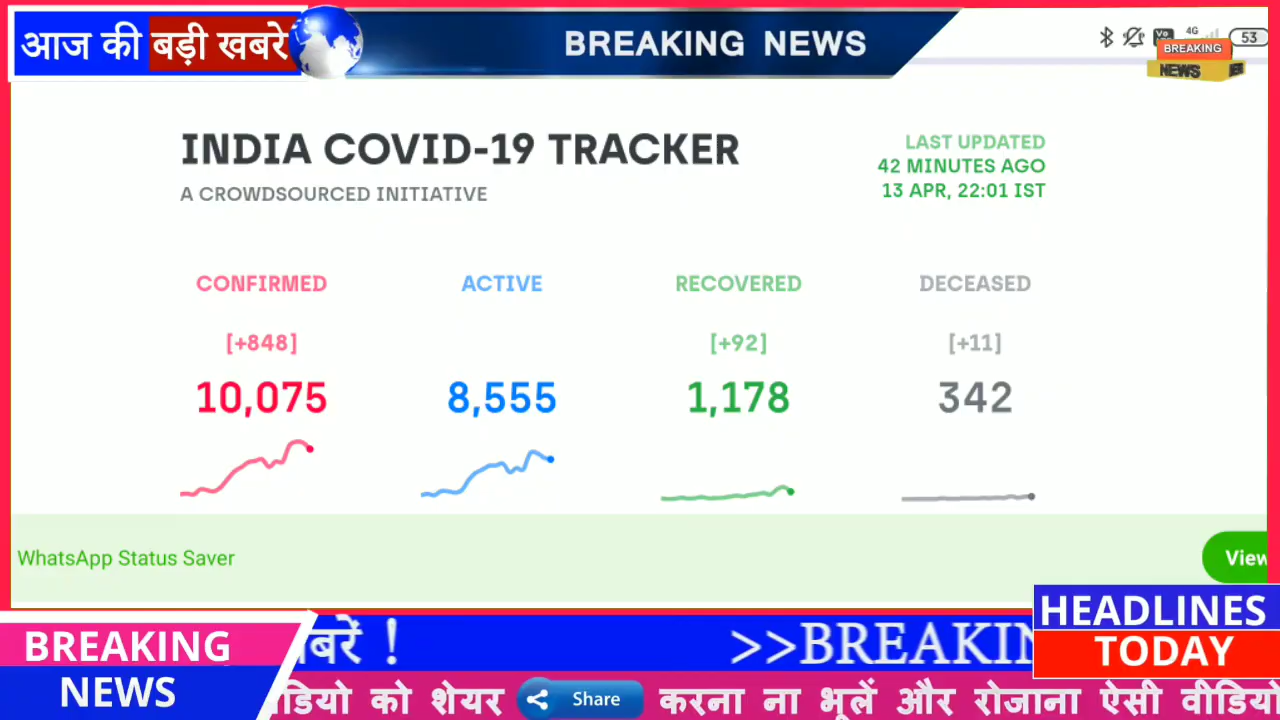 आज की बड़ी खबरे
BREAKING NEWS
4G
53
BREAKING
NEWS
INDIA COVID-19 TRACKER
A CROWDSOURCED INITIATIVE
LAST UPDATED
42 MINUTES AGO
13 APR, 22:01 IST
CONFIRMED
[+848]
10,075
ACTIVE
8,555
RECOVERED
[+92]
1,178
DECEASED
[+11]
342
WhatsApp Status Saver
View
HEADLINES
TODAY
BREAKING
NEWS
बरें ! >>BREAKIN
डियो को शेयर Share करना ना भूलें और रोजाना ऐसी वीडियो